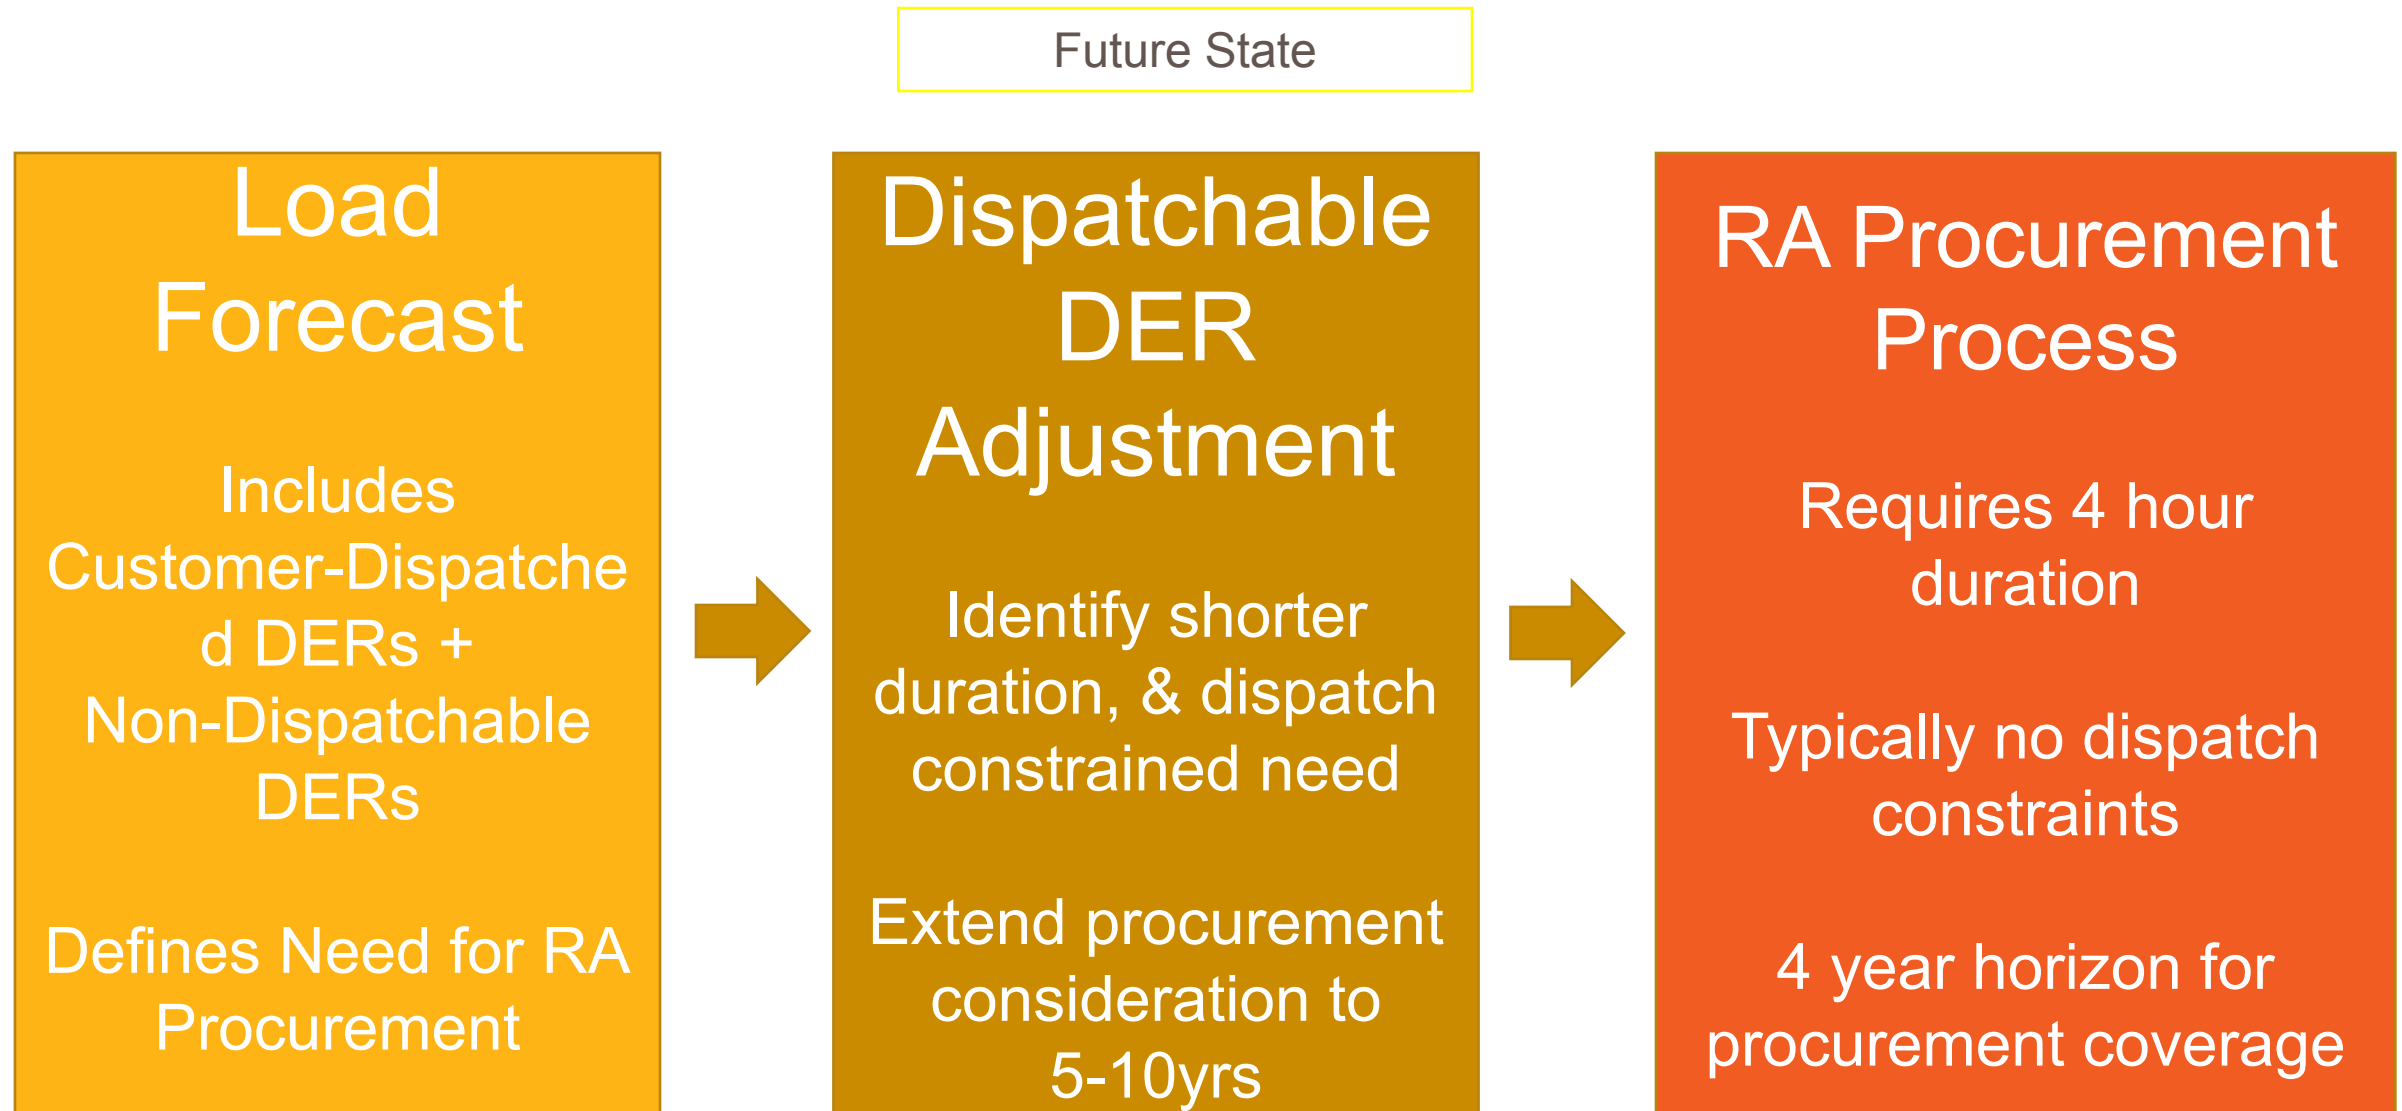 Future State
Load
Forecast
Includes
Customer-Dispatche
d DERs +
Non-Dispatchable
DERs
Defines Need for RA
Procurement
Dispatchable
DER
Adjustment
Identify shorter
duration, & dispatch
constrained need
Extend procurement
consideration to
5-10yrs
RA Procurement
Process
Requires 4 hour
duration
Typically no dispatch
constraints
4 year horizon for
procurement coverage